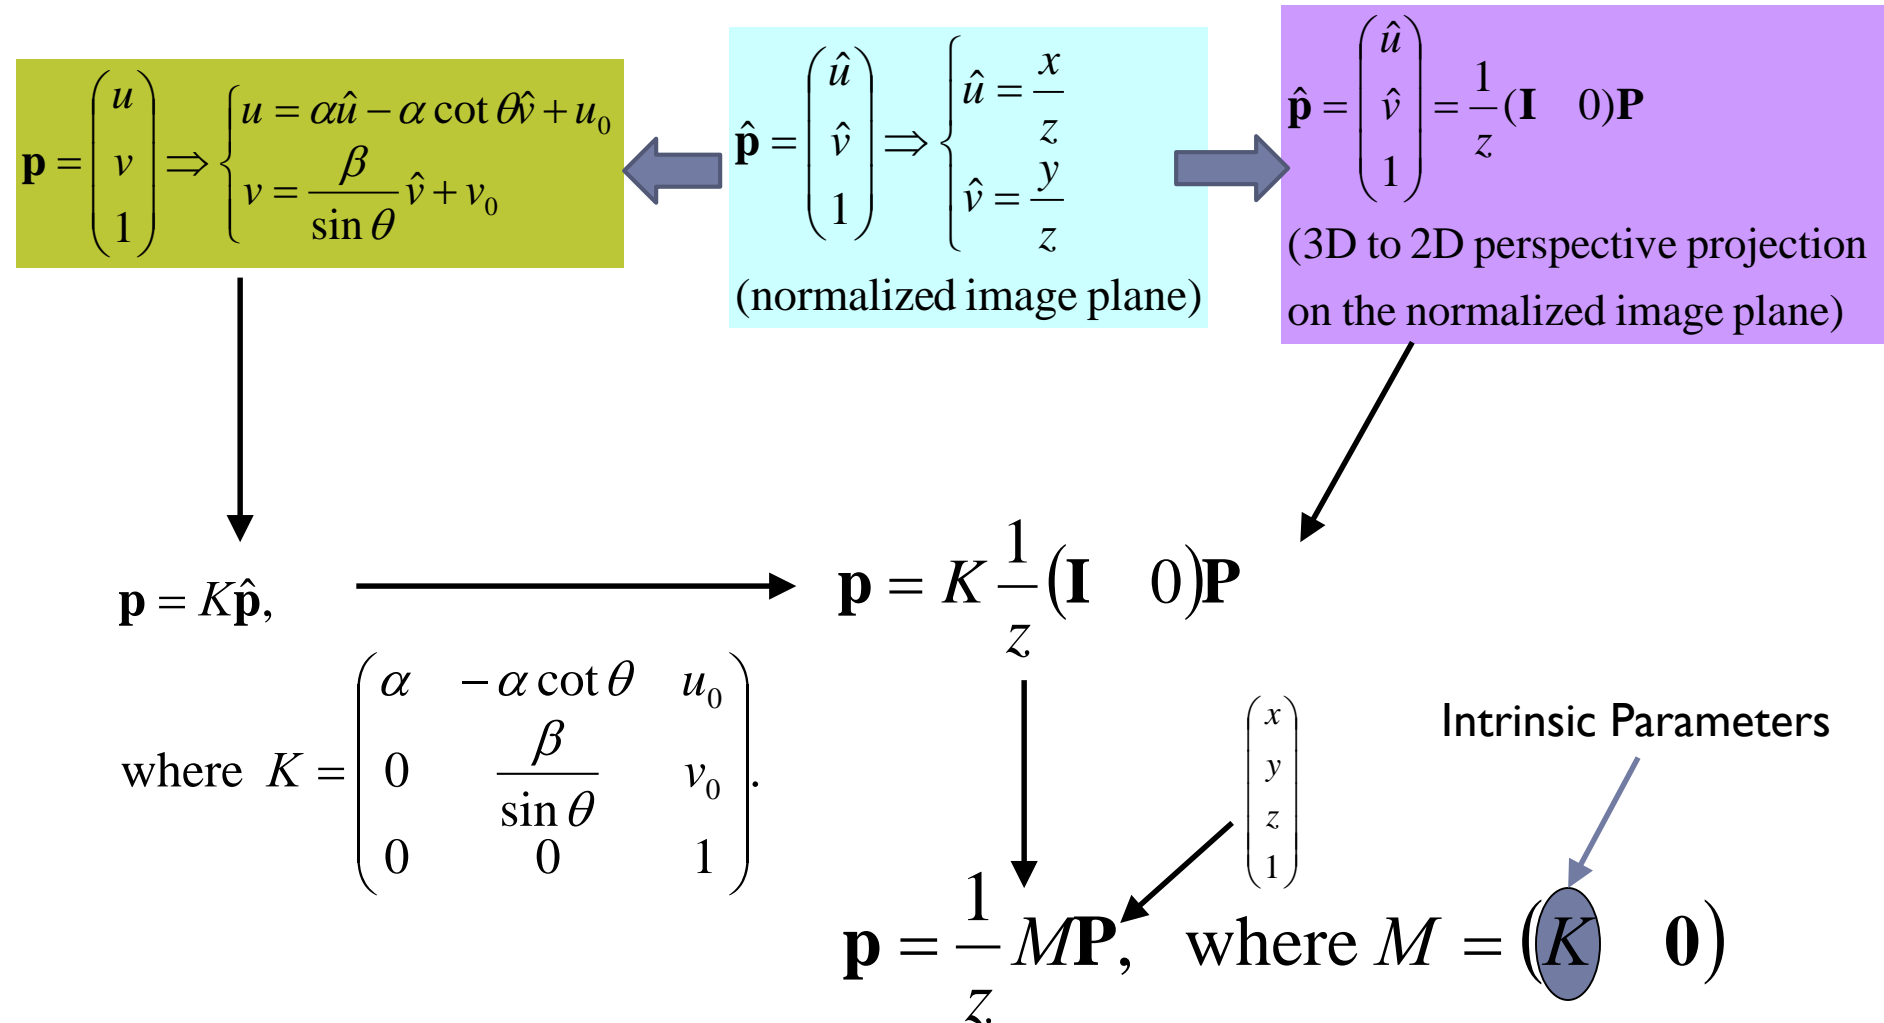 p = (u v 1) ⇒ { u = αû − α cot θv̂ + u₀
v = β/sin θ v̂ + v₀
p̂ = (û v̂ 1) ⇒ { û = x/z
v̂ = y/z
(normalized image plane)
p̂ = (û v̂ 1) = 1/z (I 0)P
(3D to 2D perspective projection
on the normalized image plane)
p = Kp̂,
where K = (α −α cot θ u₀
0 β/sin θ v₀
0 0 1).
p = K 1/z (I 0)P
(x
y
z
1)
Intrinsic Parameters
p = 1/z MP, where M = (K 0)